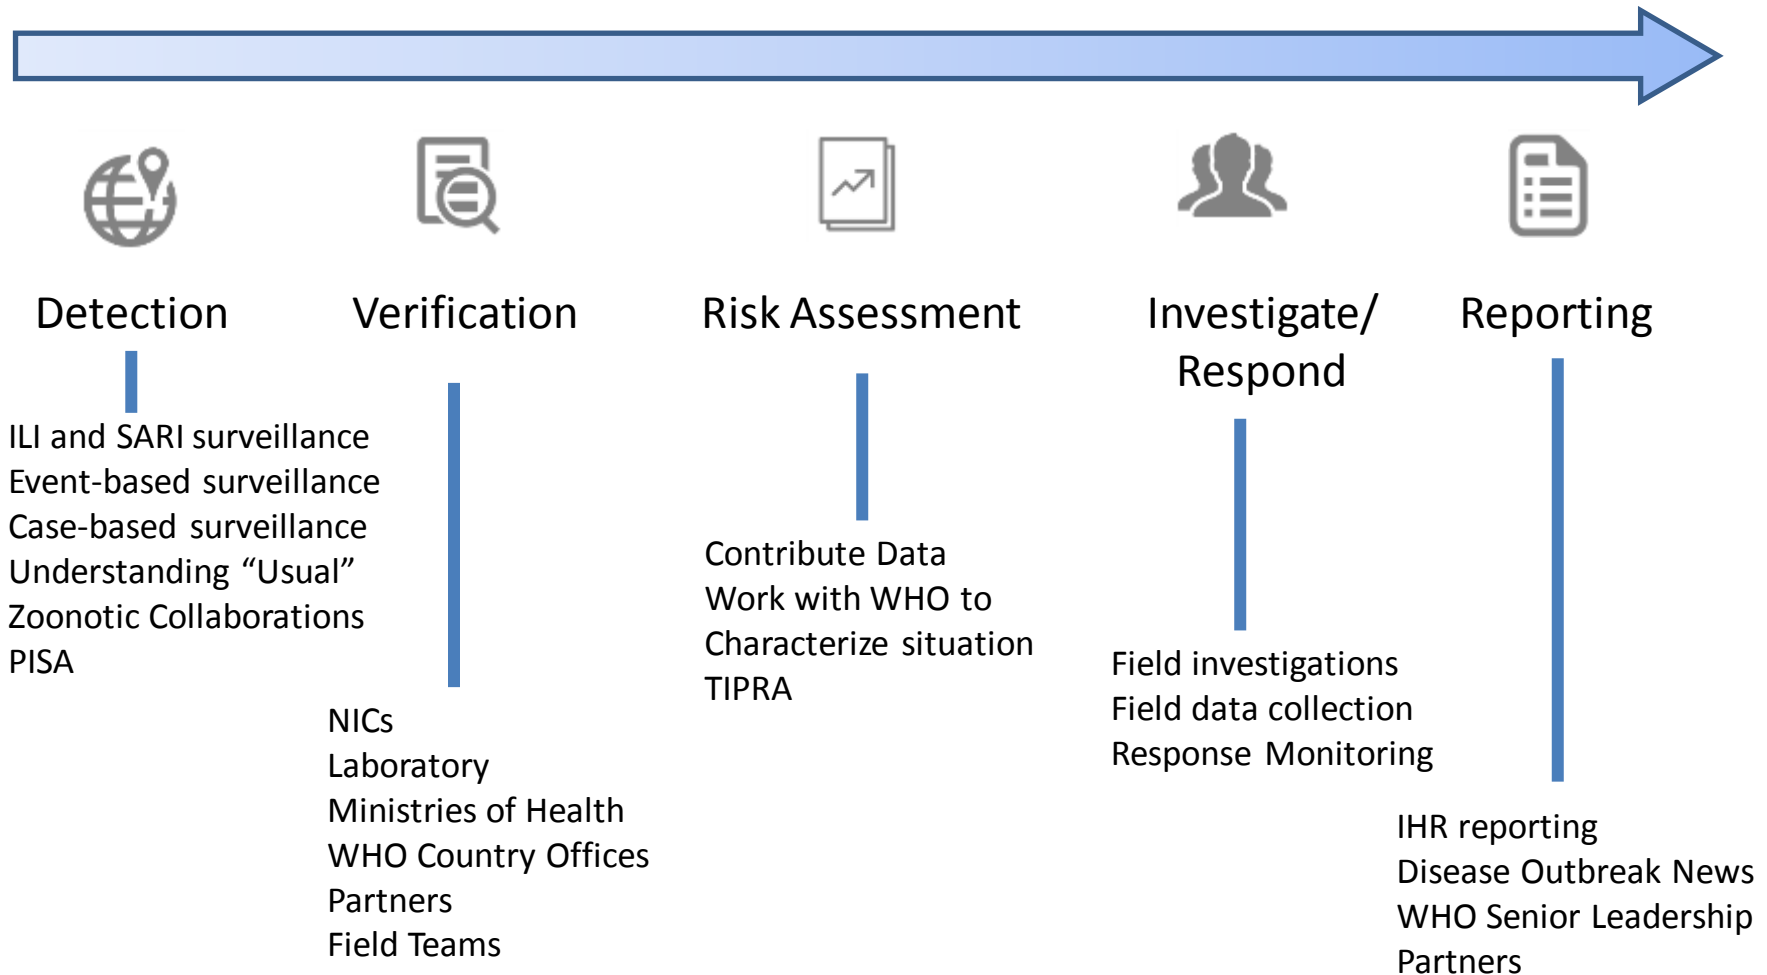 Detection
ILI and SARI surveillance
Event-based surveillance
Case-based surveillance
Understanding “Usual”
Zoonotic Collaborations
PISA
Verification
NICs
Laboratory
Ministries of Health
WHO Country Offices
Partners
Field Teams
Risk Assessment
Contribute Data
Work with WHO to
Characterize situation
TIPRA
Investigate/
Respond
Field investigations
Field data collection
Response Monitoring
Reporting
IHR reporting
Disease Outbreak News
WHO Senior Leadership
Partners